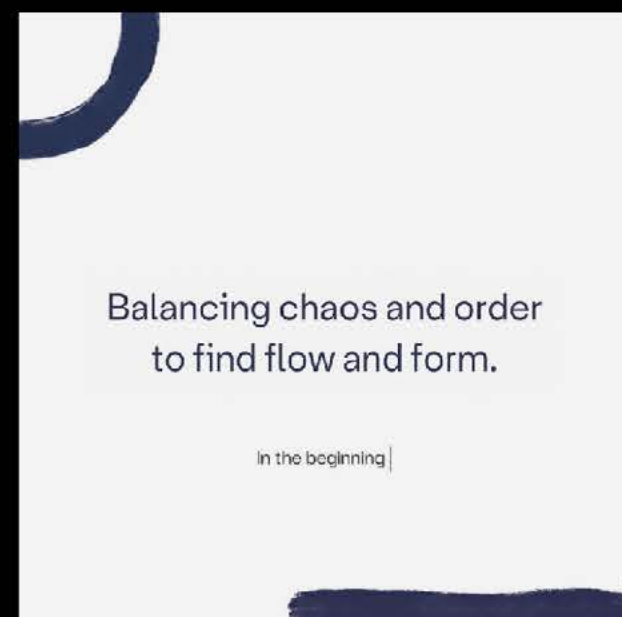 Balancing chaos and order
to find flow and form.
In the beginning